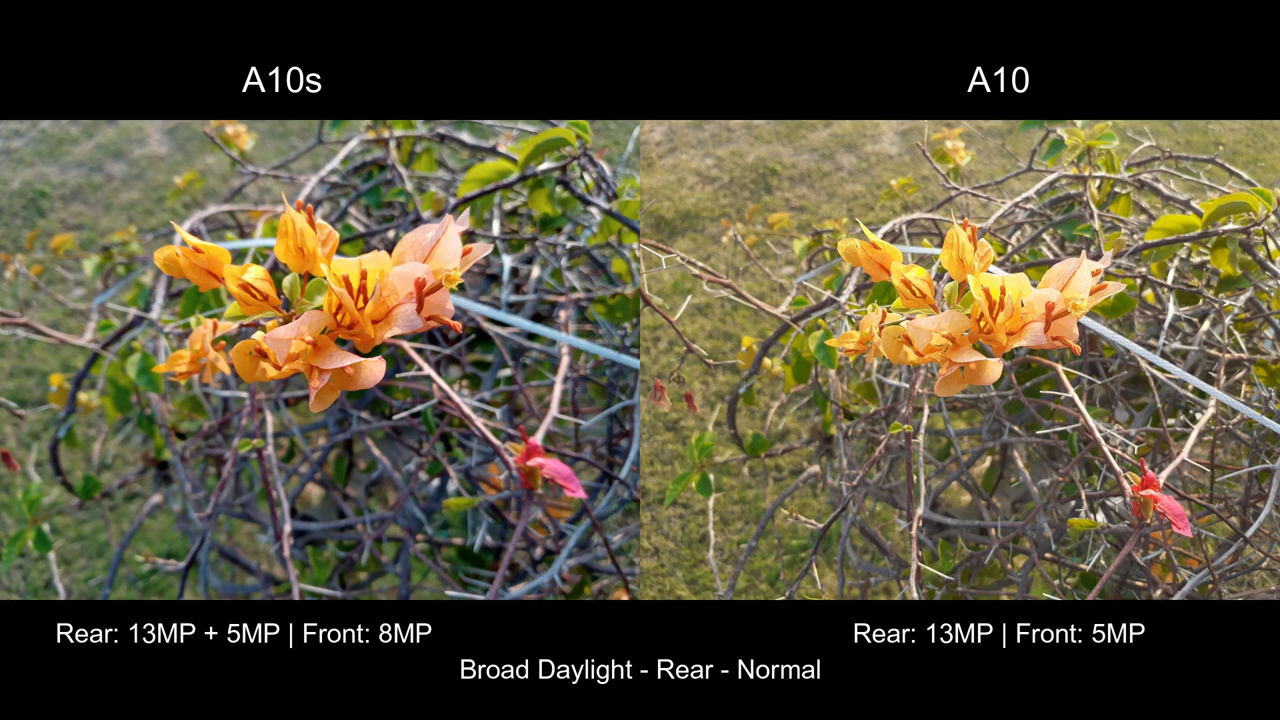 A10s
A10
Rear: 13MP + 5MP | Front: 8MP
Rear: 13MP | Front: 5MP
Broad Daylight - Rear - Normal